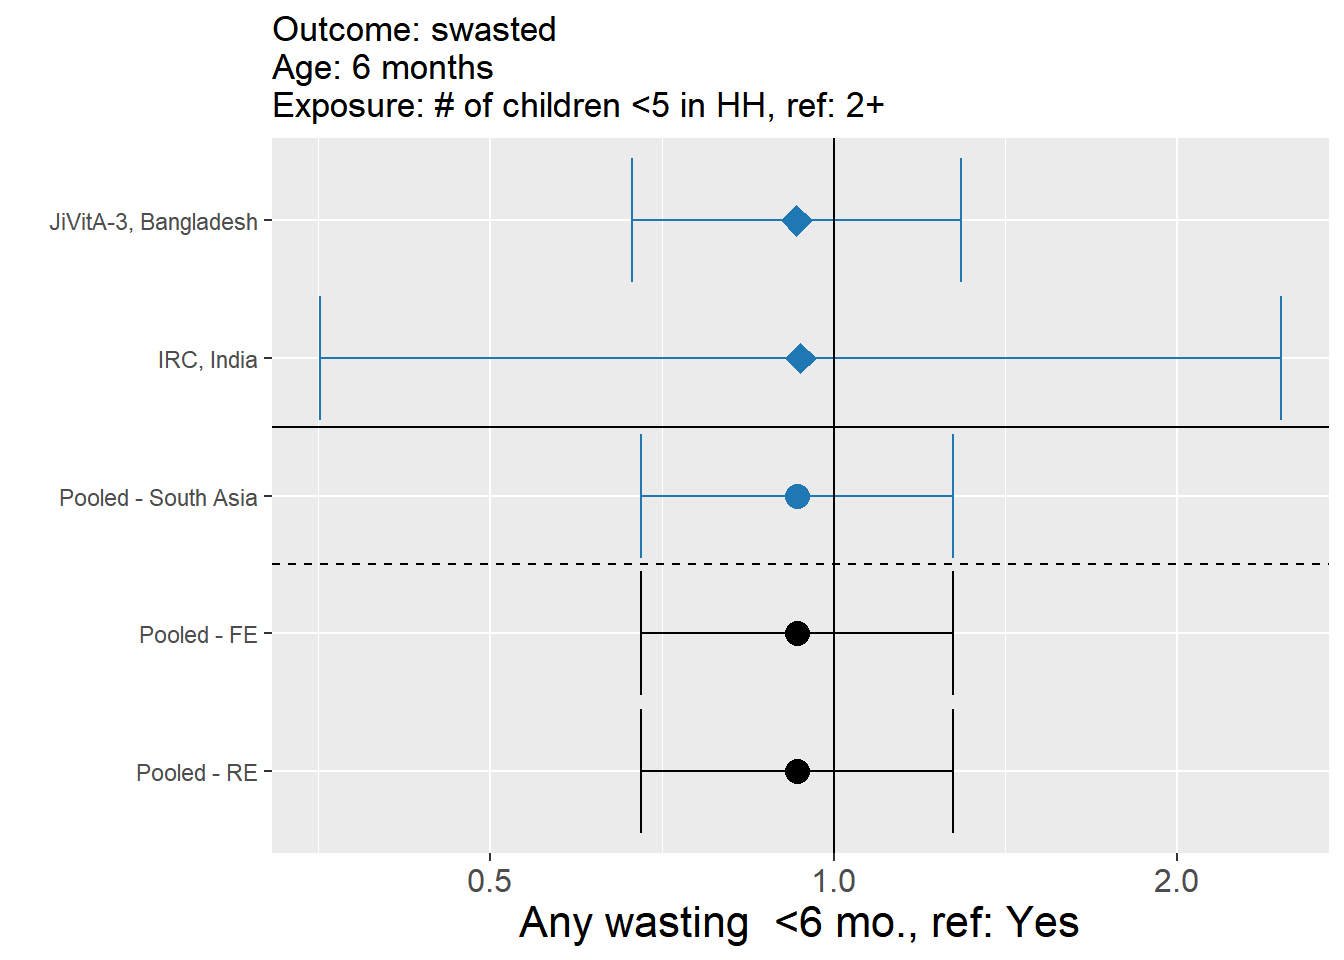 Outcome: swasted
Age: 6 months
Exposure: # of children <5 in HH, ref: 2+
JiVitA-3, Bangladesh
IRC, India
Pooled - South Asia
Pooled - FE
Pooled - RE
0.5 1.0 2.0
Any wasting  <6 mo., ref: Yes